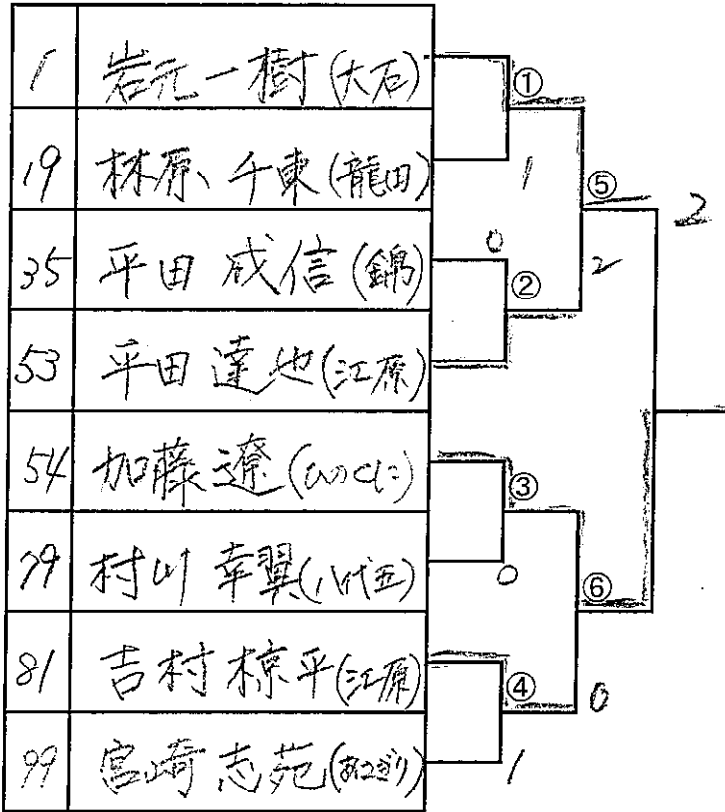 1 岩元一樹(大石)
①
19 林原 千東(龍田)
1
⑤
2
35 平田 成信(錦)
0
②
2
53 平田 達也(江原)
54 加藤 遼(ひのくに)
③
79 村川 幸翼(八代五)
0
⑥
81 吉村 椋平(江原)
④
0
99 宮崎 志苑(あさぎり)
1